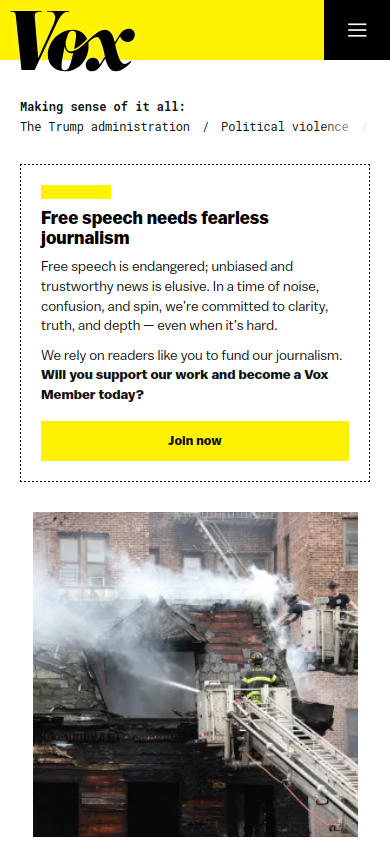 Vox
Making sense of it all:
The Trump administration / Political violence /
Free speech needs fearless
journalism
Free speech is endangered; unbiased and
trustworthy news is elusive. In a time of noise,
confusion, and spin, we’re committed to clarity,
truth, and depth — even when it’s hard.
We rely on readers like you to fund our journalism.
Will you support our work and become a Vox
Member today?
Join now